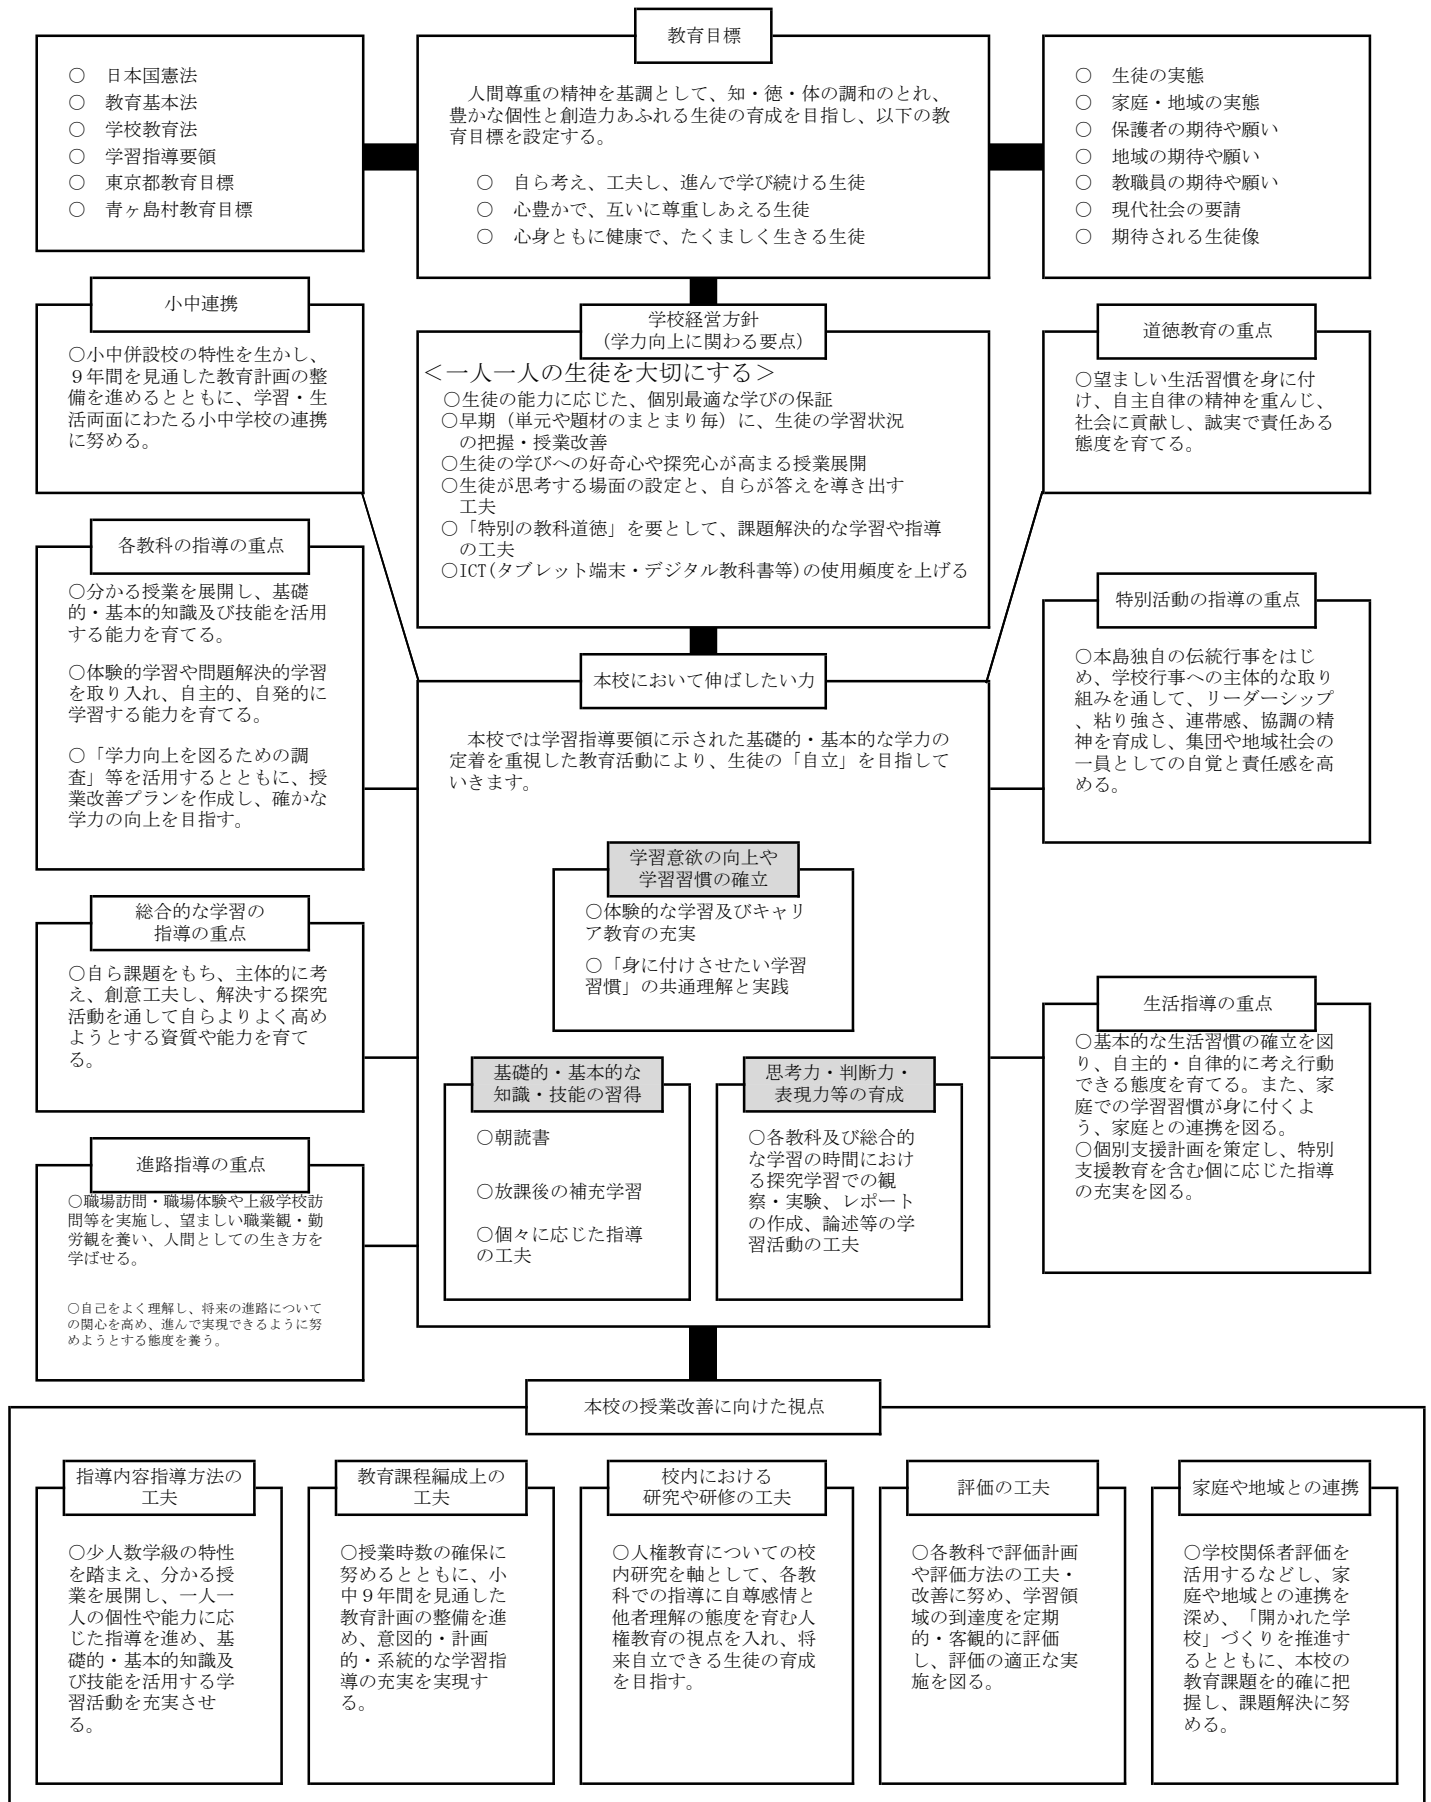 ○　日本国憲法
○　教育基本法
○　学校教育法
○　学習指導要領
○　東京都教育目標
○　青ヶ島村教育目標
教育目標
　人間尊重の精神を基調として、知・徳・体の調和のとれ、
豊かな個性と創造力あふれる生徒の育成を目指し、以下の教
育目標を設定する。
○　自ら考え、工夫し、進んで学び続ける生徒
○　心豊かで、互いに尊重しあえる生徒
○　心身ともに健康で、たくましく生きる生徒
○　生徒の実態
○　家庭・地域の実態
○　保護者の期待や願い
○　地域の期待や願い
○　教職員の期待や願い
○　現代社会の要請
○　期待される生徒像
小中連携
○小中併設校の特性を生かし、
９年間を見通した教育計画の整
備を進めるとともに、学習・生
活両面にわたる小中学校の連携
に努める。
学校経営方針
(学力向上に関わる要点)
＜一人一人の生徒を大切にする＞
○生徒の能力に応じた、個別最適な学びの保証
○早期（単元や題材のまとまり毎）に、生徒の学習状況
の把握・授業改善
○生徒の学びへの好奇心や探究心が高まる授業展開
○生徒が思考する場面の設定と、自らが答えを導き出す
工夫
○「特別の教科道徳」を要として、課題解決的な学習や指導
の工夫
○ICT(タブレット端末・デジタル教科書等)の使用頻度を上げる
道徳教育の重点
○望ましい生活習慣を身に付
け、自主自律の精神を重んじ、
社会に貢献し、誠実で責任ある
態度を育てる。
各教科の指導の重点
○分かる授業を展開し、基礎
的・基本的知識及び技能を活用
する能力を育てる。
○体験的学習や問題解決的学習
を取り入れ、自主的、自発的に
学習する能力を育てる。
○「学力向上を図るための調
査」等を活用するとともに、授
業改善プランを作成し、確かな
学力の向上を目指す。
特別活動の指導の重点
○本島独自の伝統行事をはじ
め、学校行事への主体的な取り
組みを通して、リーダーシップ
、粘り強さ、連帯感、協調の精
神を育成し、集団や地域社会の
一員としての自覚と責任感を高
める。
本校において伸ばしたい力
　本校では学習指導要領に示された基礎的・基本的な学力の
定着を重視した教育活動により、生徒の「自立」を目指して
いきます。
学習意欲の向上や
学習習慣の確立
○体験的な学習及びキャリ
ア教育の充実
○「身に付けさせたい学習
習慣」の共通理解と実践
基礎的・基本的な
知識・技能の習得
○朝読書
○放課後の補充学習
○個々に応じた指導
の工夫
思考力・判断力・
表現力等の育成
○各教科及び総合的
な学習の時間におけ
る探究学習での観
察・実験、レポート
の作成、論述等の学
習活動の工夫
総合的な学習の
指導の重点
○自ら課題をもち、主体的に考
え、創意工夫し、解決する探究
活動を通して自らよりよく高め
ようとする資質や能力を育て
る。
生活指導の重点
○基本的な生活習慣の確立を図
り、自主的・自律的に考え行動
できる態度を育てる。また、家
庭での学習習慣が身に付くよ
う、家庭との連携を図る。
○個別支援計画を策定し、特別
支援教育を含む個に応じた指導
の充実を図る。
進路指導の重点
○職場訪問・職場体験や上級学校訪
問等を実施し、望ましい職業観・勤
労観を養い、人間としての生き方を
学ばせる。
○自己をよく理解し、将来の進路について
の関心を高め、進んで実現できるように努
めようとする態度を養う。
本校の授業改善に向けた視点
指導内容指導方法の
工夫
○少人数学級の特性
を踏まえ、分かる授
業を展開し、一人一
人の個性や能力に応
じた指導を進め、基
礎的・基本的知識及
び技能を活用する学
習活動を充実させ
る。
教育課程編成上の
工夫
○授業時数の確保に
努めるとともに、小
中９年間を見通した
教育計画の整備を進
め、意図的・計画
的・系統的な学習指
導の充実を実現す
る。
校内における
研究や研修の工夫
○人権教育についての校
内研究を軸として、各教
科での指導に自尊感情と
他者理解の態度を育む人
権教育の視点を入れ、将
来自立できる生徒の育成
を目指す。
評価の工夫
○各教科で評価計画
や評価方法の工夫・
改善に努め、学習領
域の到達度を定期
的・客観的に評価
し、評価の適正な実
施を図る。
家庭や地域との連携
○学校関係者評価を
活用するなどし、家
庭や地域との連携を
深め、「開かれた学
校」づくりを推進す
るとともに、本校の
教育課題を的確に把
握し、課題解決に努
める。